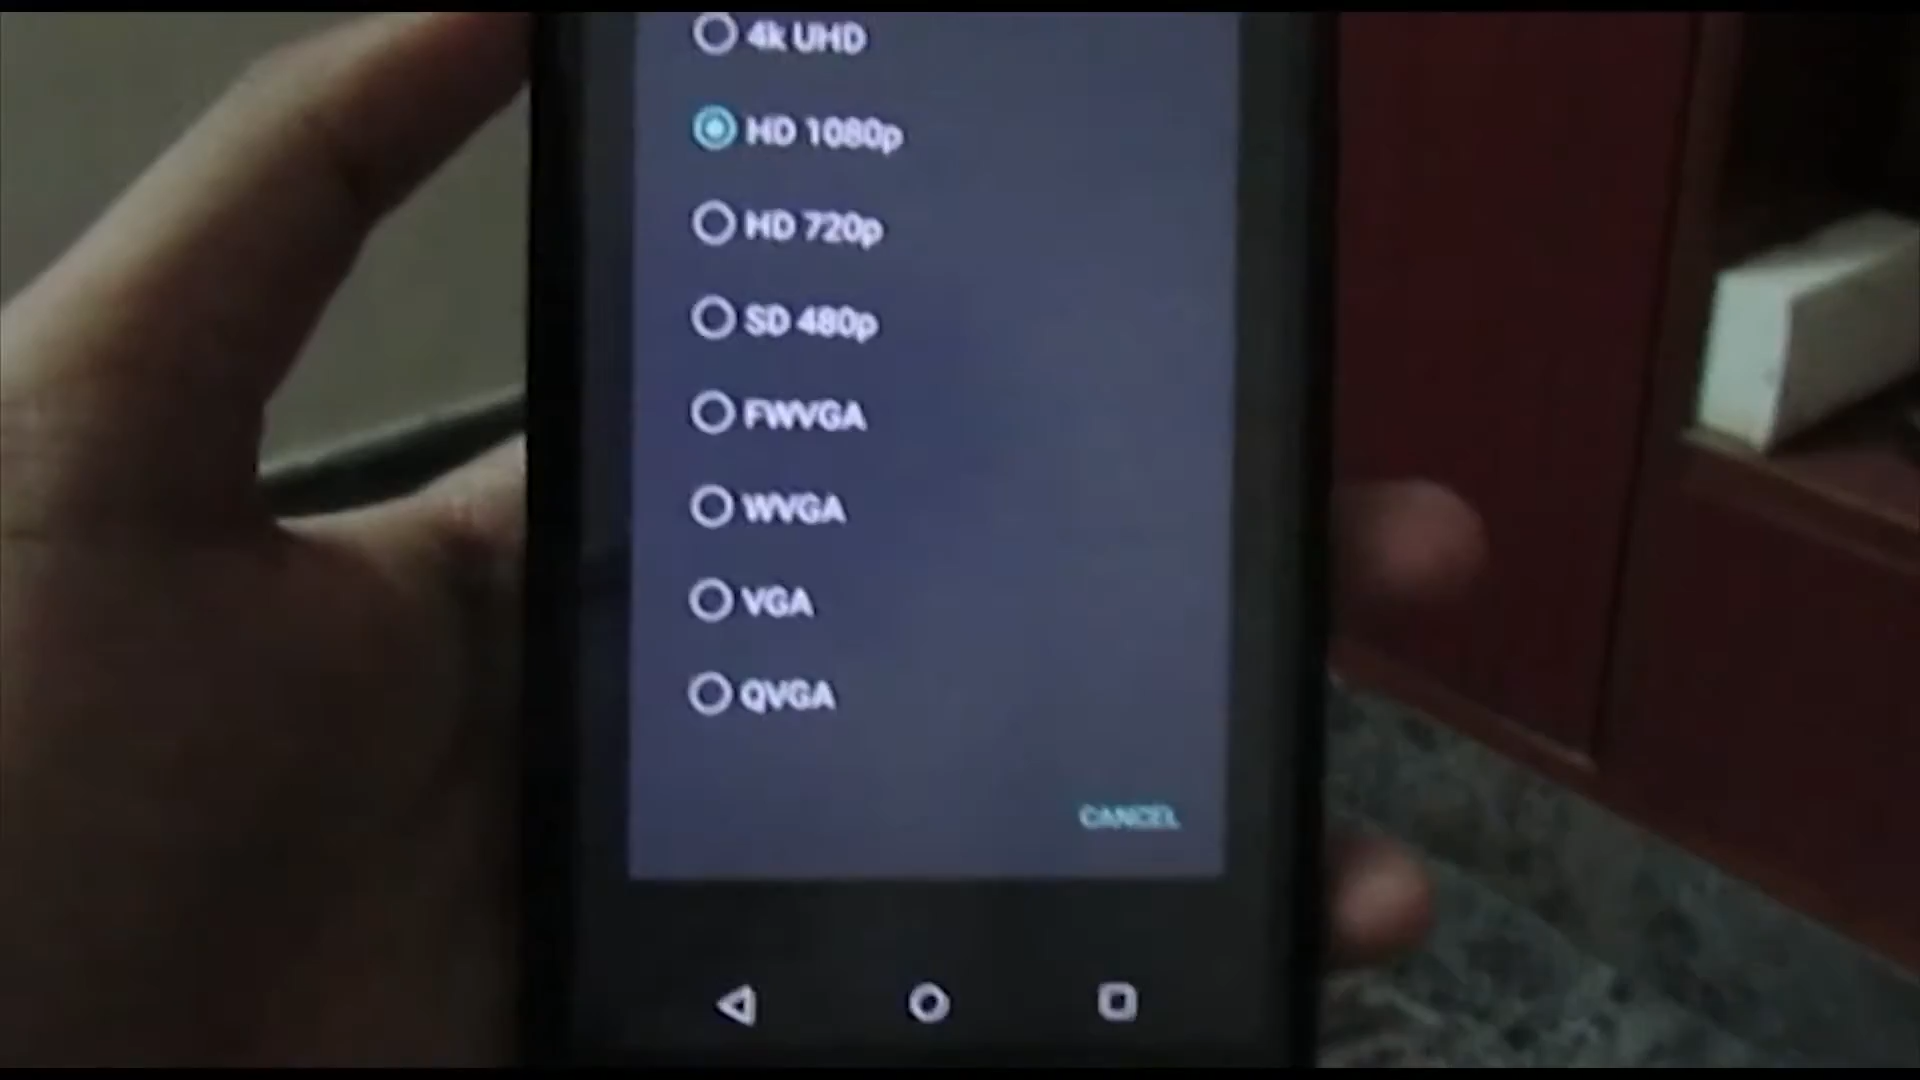 4k UHD
HD 1080p
HD 720p
SD 480p
FWVGA
WVGA
VGA
QVGA
CANCEL